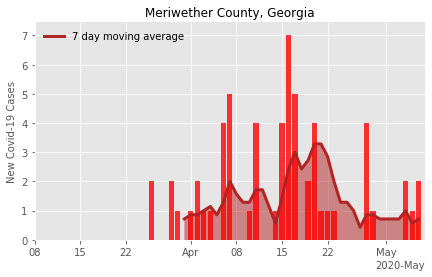 Meriwether County, Georgia
7 day moving average
New Covid-19 Cases
7
6
5
4
3
2
1
0
08 15 22 Apr 08 15 22 May
2020-May